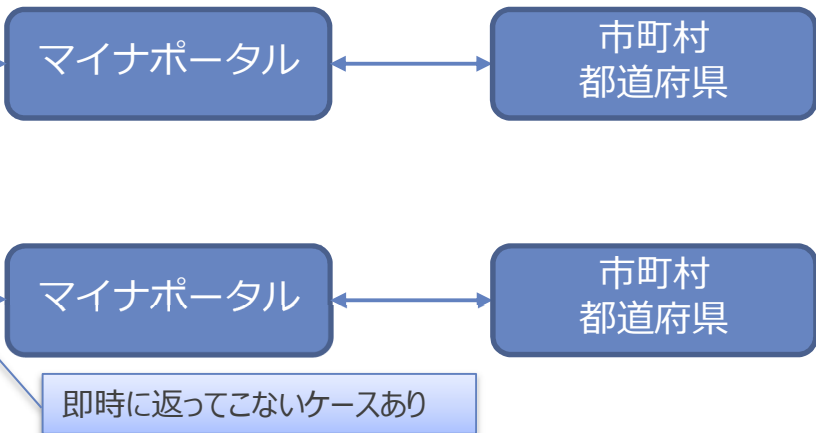 マイナポータル
市町村
都道府県
マイナポータル
市町村
都道府県
即時に返ってこないケースあり